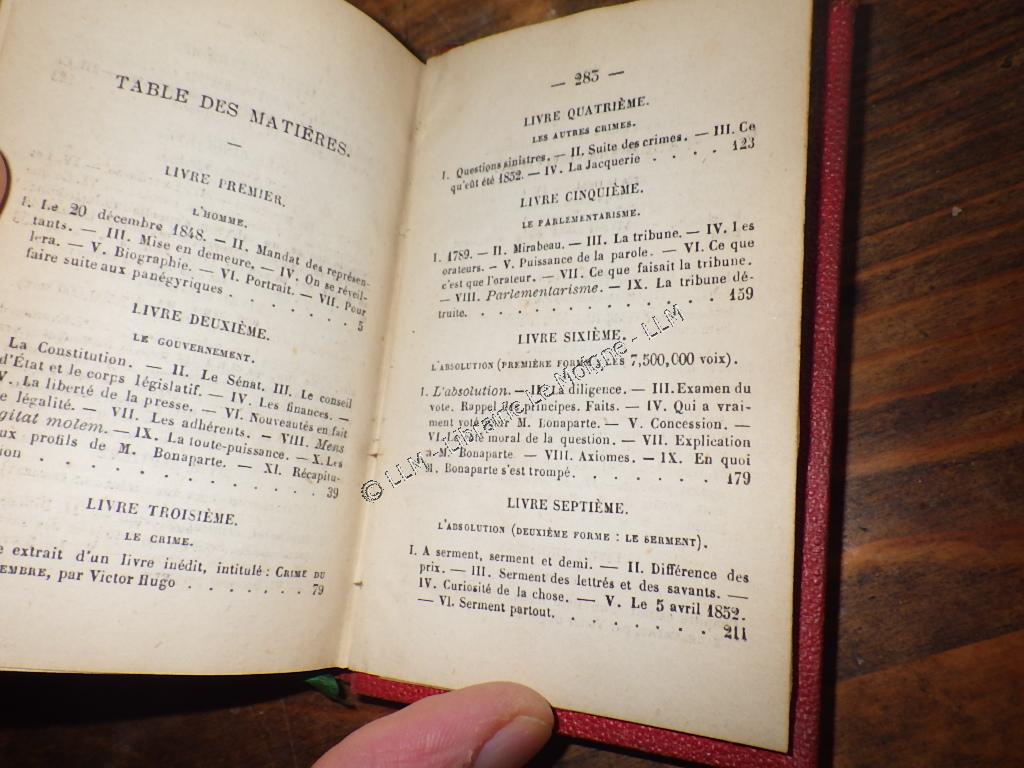 TABLE DES MATIÈRES.
LIVRE PREMIER.
L'HOMME.
I. Le 20 décembre 1848. — II. Mandat des représen-
tants. — III. Mise en demeure. — IV. On se réveil-
lera. — V. Biographie. — VI. Portrait. — VII. Pour
faire suite aux panégyriques . . . . . . . 5
LIVRE DEUXIÈME.
LE GOUVERNEMENT.
La Constitution. — II. Le Sénat. III. Le conseil
d'État et le corps législatif. — IV. Les finances. —
V. La liberté de la presse. — VI. Nouveautés en fait
légalité. — VII. Les adhérents. — VIII. Mens
agitat molem. — IX. La toute-puissance. — X. Les
profils de M. Bonaparte. — XI. Récapitu-
. . . . . . . . . 39
LIVRE TROISIÈME.
LE CRIME.
extrait d'un livre inédit, intitulé : CRIME DU
par Victor Hugo . . . . . . . 79
— 283 —
LIVRE QUATRIÈME.
LES AUTRES CRIMES.
I. Questions sinistres. — II. Suite des crimes. — III. Ce
qu'eût été 1852. — IV. La Jacquerie . . . . 123
LIVRE CINQUIÈME.
LE PARLEMENTARISME.
I. 1789. — II. Mirabeau. — III. La tribune. — IV. Les
orateurs. — V. Puissance de la parole. — VI. Ce que
c'est que l'orateur. — VII. Ce que faisait la tribune.
— VIII. Parlementarisme. — IX. La tribune dé-
truite. . . . . . . . . . 159
LIVRE SIXIÈME.
L'ABSOLUTION (PREMIÈRE FORME : LES 7,500,000 voix).
I. L'absolution. — II. La diligence. — III. Examen du
vote. Rappel des principes. Faits. — IV. Qui a vrai-
ment voté M. Bonaparte. — V. Concession. —
VI. moral de la question. — VII. Explication
à M. Bonaparte. — VIII. Axiomes. — IX. En quoi
M. Bonaparte s'est trompé. . . . . . . 179
LIVRE SEPTIÈME.
L'ABSOLUTION (DEUXIÈME FORME : LE SERMENT).
I. A serment, serment et demi. — II. Différence des
prix. — III. Serment des lettrés et des savants. —
IV. Curiosité de la chose. — V. Le 5 avril 1852.
— VI. Serment partout. . . . . . . . 211
© LLM - Librairie Le Moigne - LLM